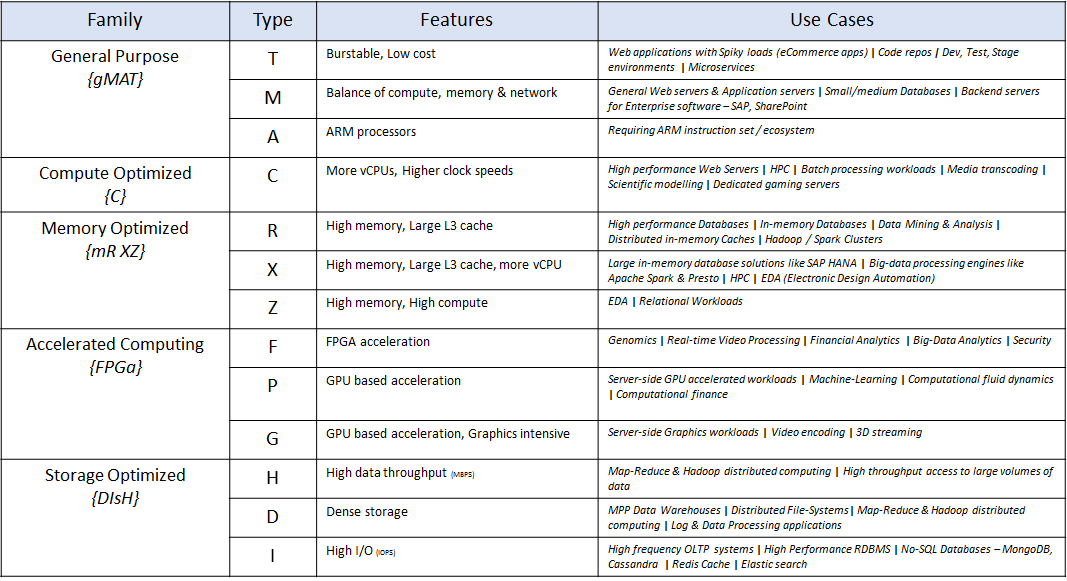 Family Type Features Use Cases
General Purpose
{gMAT}
T Burstable, Low cost Web applications with Spiky loads (eCommerce apps) | Code repos | Dev, Test, Stage
environments | Microservices
M Balance of compute, memory & network General Web servers & Application servers | Small/medium Databases | Backend servers
for Enterprise software – SAP, SharePoint
A ARM processors Requiring ARM instruction set / ecosystem
Compute Optimized
{C}
C More vCPUs, Higher clock speeds High performance Web Servers | HPC | Batch processing workloads | Media transcoding |
Scientific modelling | Dedicated gaming servers
Memory Optimized
{mR XZ}
R High memory, Large L3 cache High performance Databases | In-memory Databases | Data Mining & Analysis |
Distributed in-memory Caches | Hadoop / Spark Clusters
X High memory, Large L3 cache, more vCPU Large in-memory database solutions like SAP HANA | Big-data processing engines like
Apache Spark & Presto | HPC | EDA (Electronic Design Automation)
Z High memory, High compute EDA | Relational Workloads
Accelerated Computing
{FPGa}
F FPGA acceleration Genomics | Real-time Video Processing | Financial Analytics | Big-Data Analytics | Security
P GPU based acceleration Server-side GPU accelerated workloads | Machine-Learning | Computational fluid dynamics
| Computational finance
G GPU based acceleration, Graphics intensive Server-side Graphics workloads | Video encoding | 3D streaming
Storage Optimized
{DIsH}
H High data throughput (MBPS) Map-Reduce & Hadoop distributed computing | High throughput access to large volumes of
data
D Dense storage MPP Data Warehouses | Distributed File-Systems | Map-Reduce & Hadoop distributed
computing | Log & Data Processing applications
I High I/O (IOPS) High frequency OLTP systems | High Performance RDBMS | No-SQL Databases – MongoDB,
Cassandra | Redis Cache | Elastic search